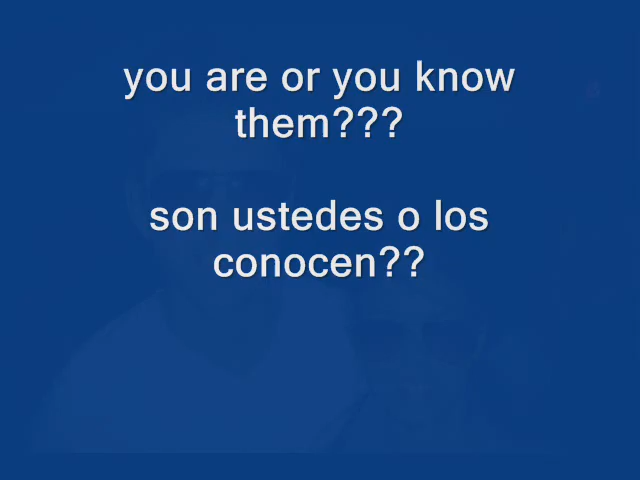 you are or you know
them???
son ustedes o los
conocen??